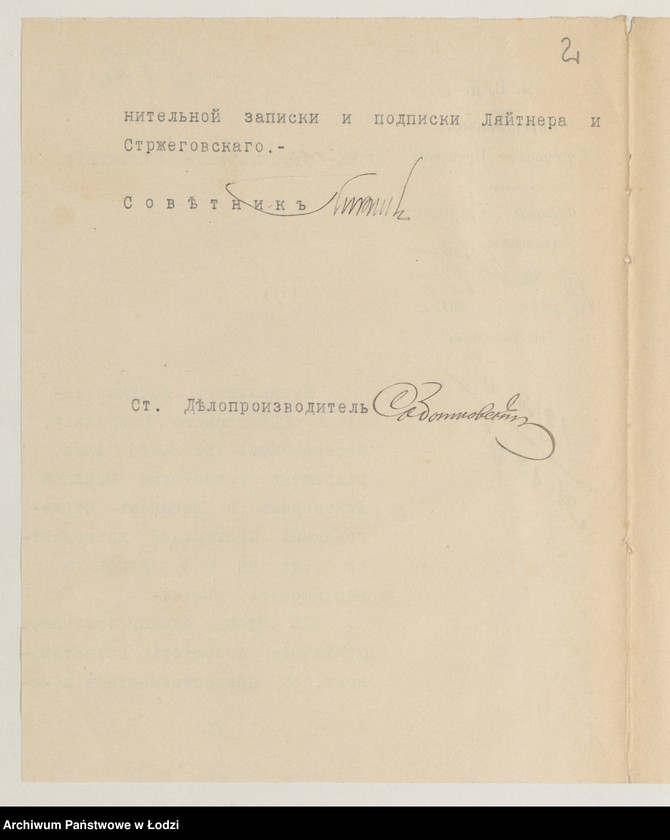 2
нительной записки и подписки Ляйтнера и
Стржеговскаго.-
Совѣтникъ
Ст. Дѣлопроизводитель
Archiwum Państwowe w Łodzi